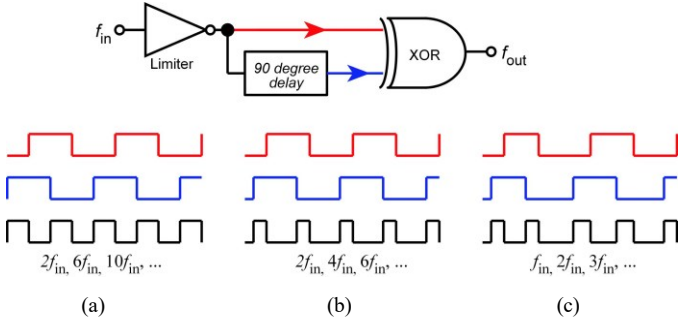 f_in
Limiter
90 degree
delay
XOR
f_out
2f_in, 6f_in, 10f_in, ...
2f_in, 4f_in, 6f_in, ...
f_in, 2f_in, 3f_in, ...
(a)
(b)
(c)